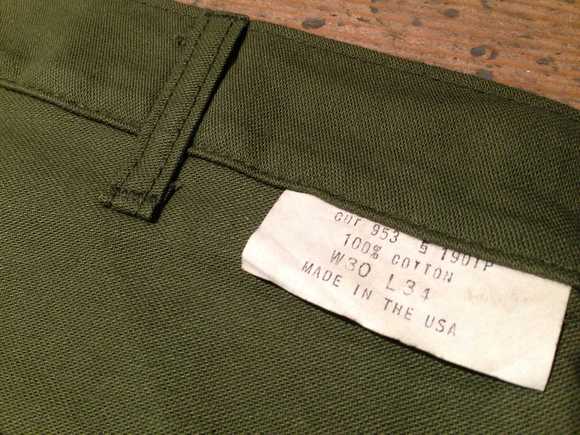 CUT 953 5 1901P
100% COTTON
W30 L34
MADE IN THE USA